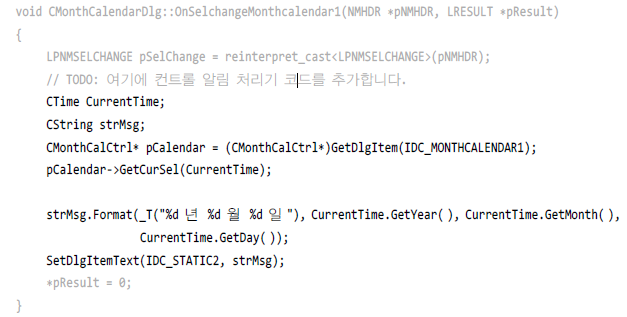 void CMonthCalendarDlg::OnSelchangeMonthcalendar1(NMHDR *pNMHDR, LRESULT *pResult)
{
LPNMSELCHANGE pSelChange = reinterpret_cast<LPNMSELCHANGE>(pNMHDR);
// TODO: 여기에 컨트롤 알림 처리기 코드를 추가합니다.
CTime CurrentTime;
CString strMsg;
CMonthCalCtrl* pCalendar = (CMonthCalCtrl*)GetDlgItem(IDC_MONTHCALENDAR1);
pCalendar->GetCurSel(CurrentTime);
strMsg.Format(_T("%d 년 %d 월 %d 일 "), CurrentTime.GetYear( ), CurrentTime.GetMonth( ),
CurrentTime.GetDay( ));
SetDlgItemText(IDC_STATIC2, strMsg);
*pResult = 0;
}